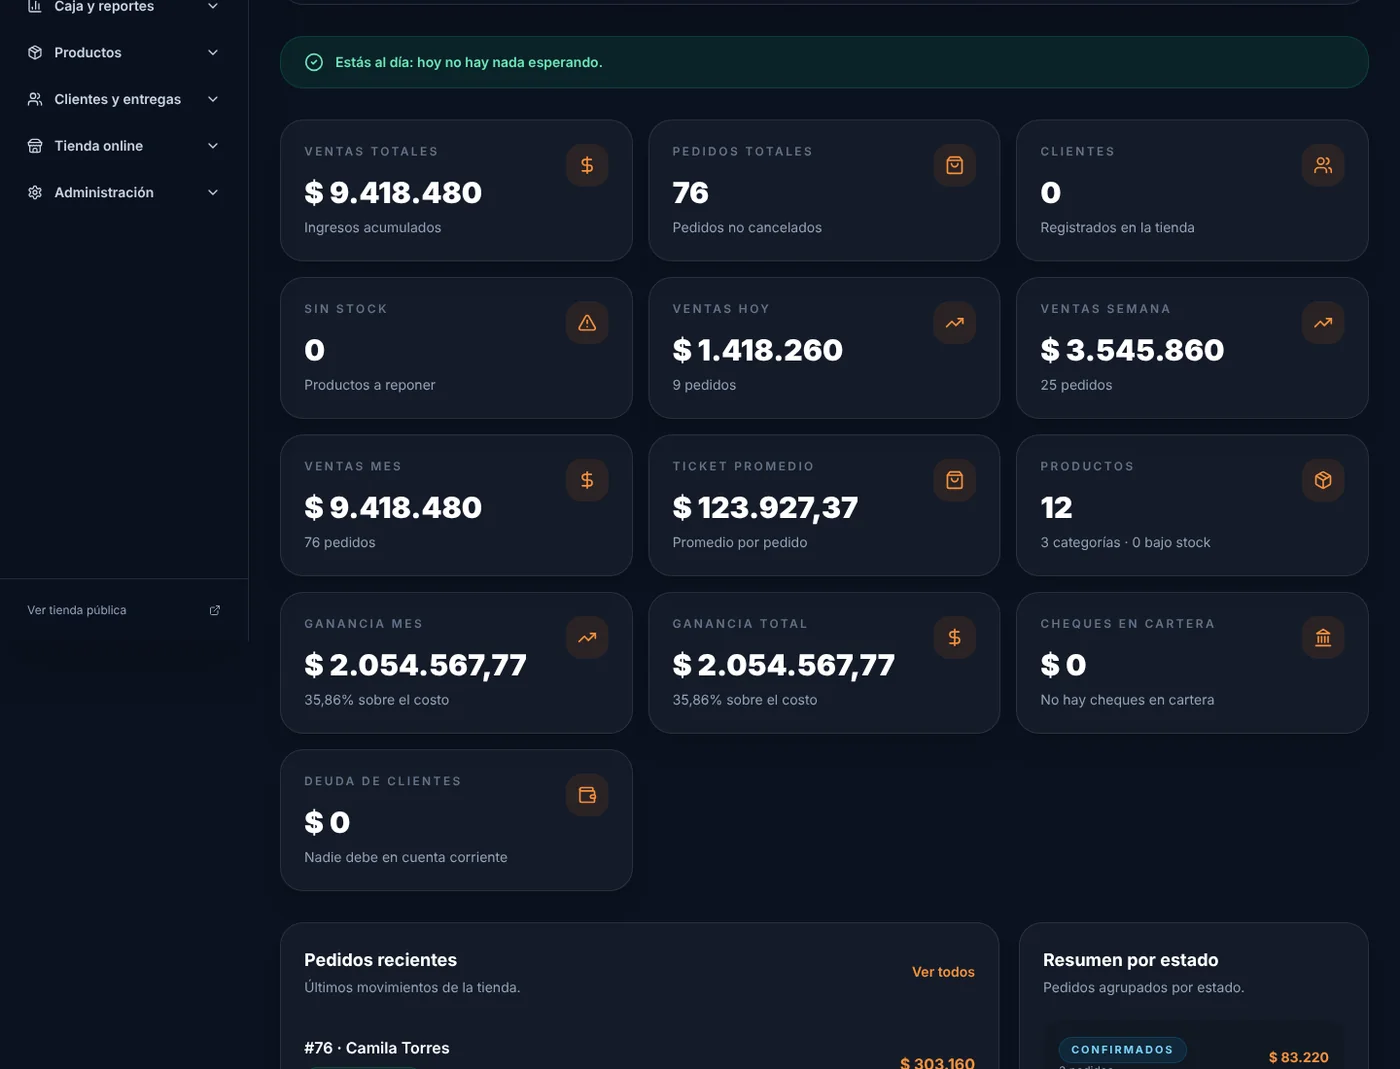 Caja y reportes
Productos
Clientes y entregas
Tienda online
Administración
Ver tienda pública
Estás al día: hoy no hay nada esperando.
VENTAS TOTALES
$ 9.418.480
Ingresos acumulados
PEDIDOS TOTALES
76
Pedidos no cancelados
CLIENTES
0
Registrados en la tienda
SIN STOCK
0
Productos a reponer
VENTAS HOY
$ 1.418.260
9 pedidos
VENTAS SEMANA
$ 3.545.860
25 pedidos
VENTAS MES
$ 9.418.480
76 pedidos
TICKET PROMEDIO
$ 123.927,37
Promedio por pedido
PRODUCTOS
12
3 categorías · 0 bajo stock
GANANCIA MES
$ 2.054.567,77
35,86% sobre el costo
GANANCIA TOTAL
$ 2.054.567,77
35,86% sobre el costo
CHEQUES EN CARTERA
$ 0
No hay cheques en cartera
DEUDA DE CLIENTES
$ 0
Nadie debe en cuenta corriente
Pedidos recientes
Últimos movimientos de la tienda.
Ver todos
#76 · Camila Torres
$ 303.160
Resumen por estado
Pedidos agrupados por estado.
CONFIRMADOS
$ 83.220